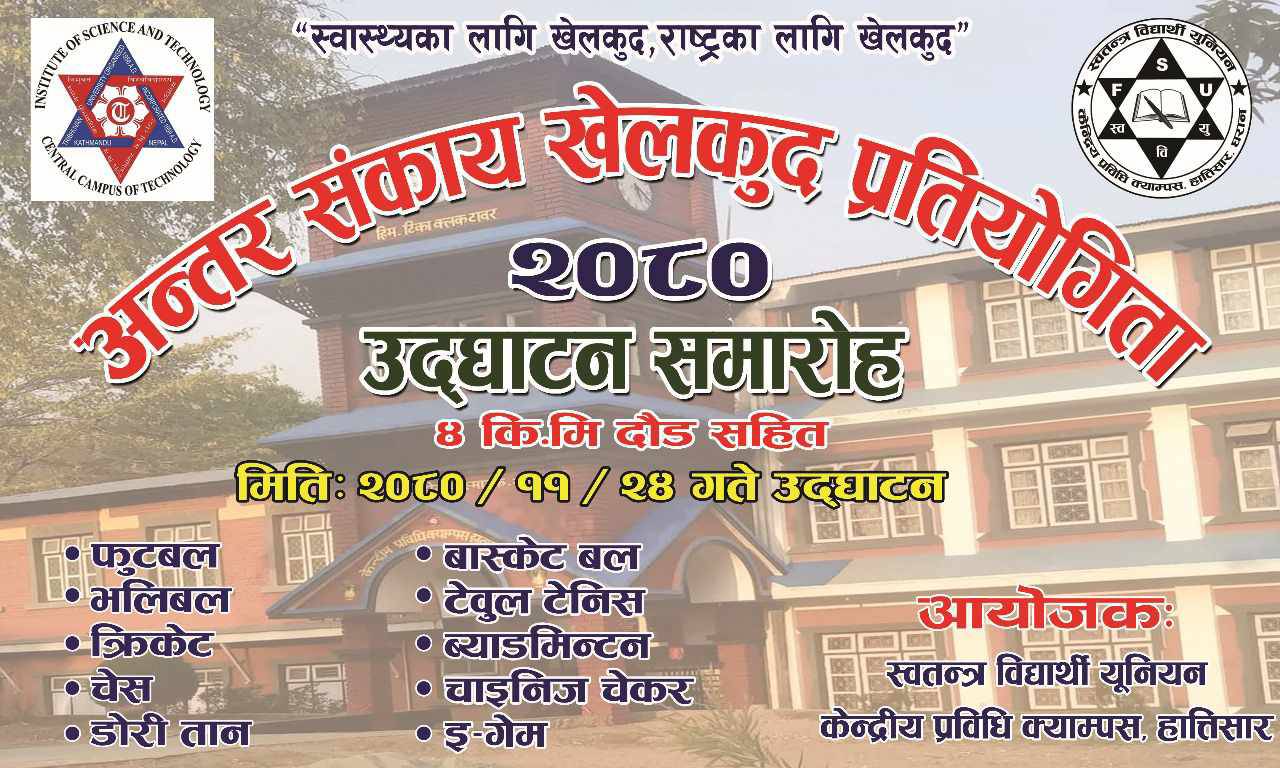 “स्वास्थ्यका लागि खेलकुद,राष्ट्रका लागि खेलकुद”
INSTITUTE OF SCIENCE AND TECHNOLOGY
KATHMANDU NEPAL
CENTRAL CAMPUS OF TECHNOLOGY
स्वतन्त्र विद्यार्थी यूनियन
F S U
स्व वि यु
केन्द्रिय प्रविधि क्याम्पस, हात्तिसार, धरान
अन्तर संकाय खेलकुद प्रतियोगिता
२०८०
हिम. टिका क्लकटावर
उद्घाटन समारोह
४ कि.मि दौड सहित
मितिः २०८० / ११ / २४ गते उद्घाटन
• फुटबल
• भलिबल
• क्रिकेट
• चेस
• डोरी तान
• बास्केट बल
• टेवुल टेनिस
• ब्याडमिन्टन
• चाइनिज चेकर
• इ-गेम
आयोजकः
स्वतन्त्र विद्यार्थी यूनियन
केन्द्रीय प्रविधि क्याम्पस, हात्तिसार